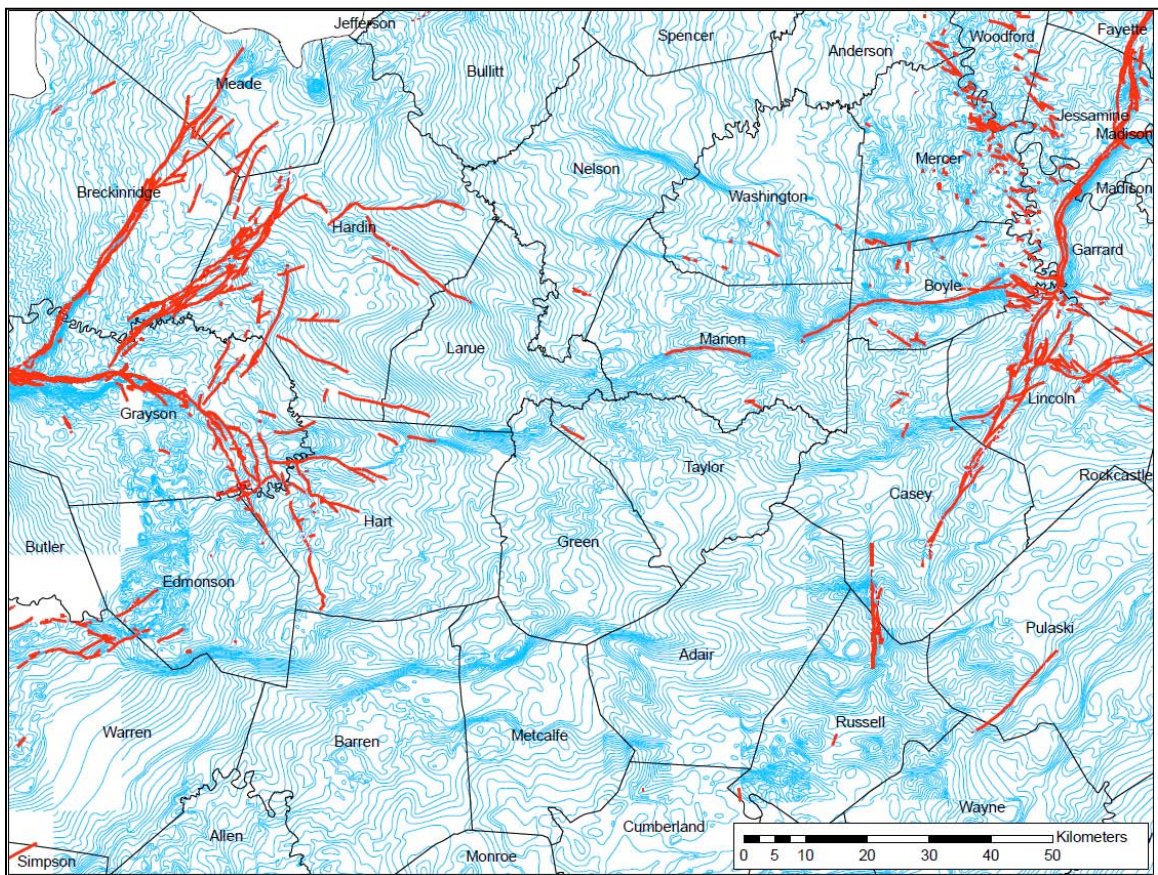 Jefferson
Spencer
Woodford
Fayette
Anderson
Bullitt
Meade
Jessamine
Madison
Mercer
Nelson
Breckinridge
Washington
Madison
Hardin
Garrard
Boyle
Marion
Larue
Lincoln
Grayson
Taylor
Rockcastle
Casey
Hart
Green
Butler
Edmonson
Pulaski
Adair
Russell
Warren
Barren
Metcalfe
Wayne
Cumberland
Allen
Kilometers
Monroe
0 5 10 20 30 40 50
Simpson